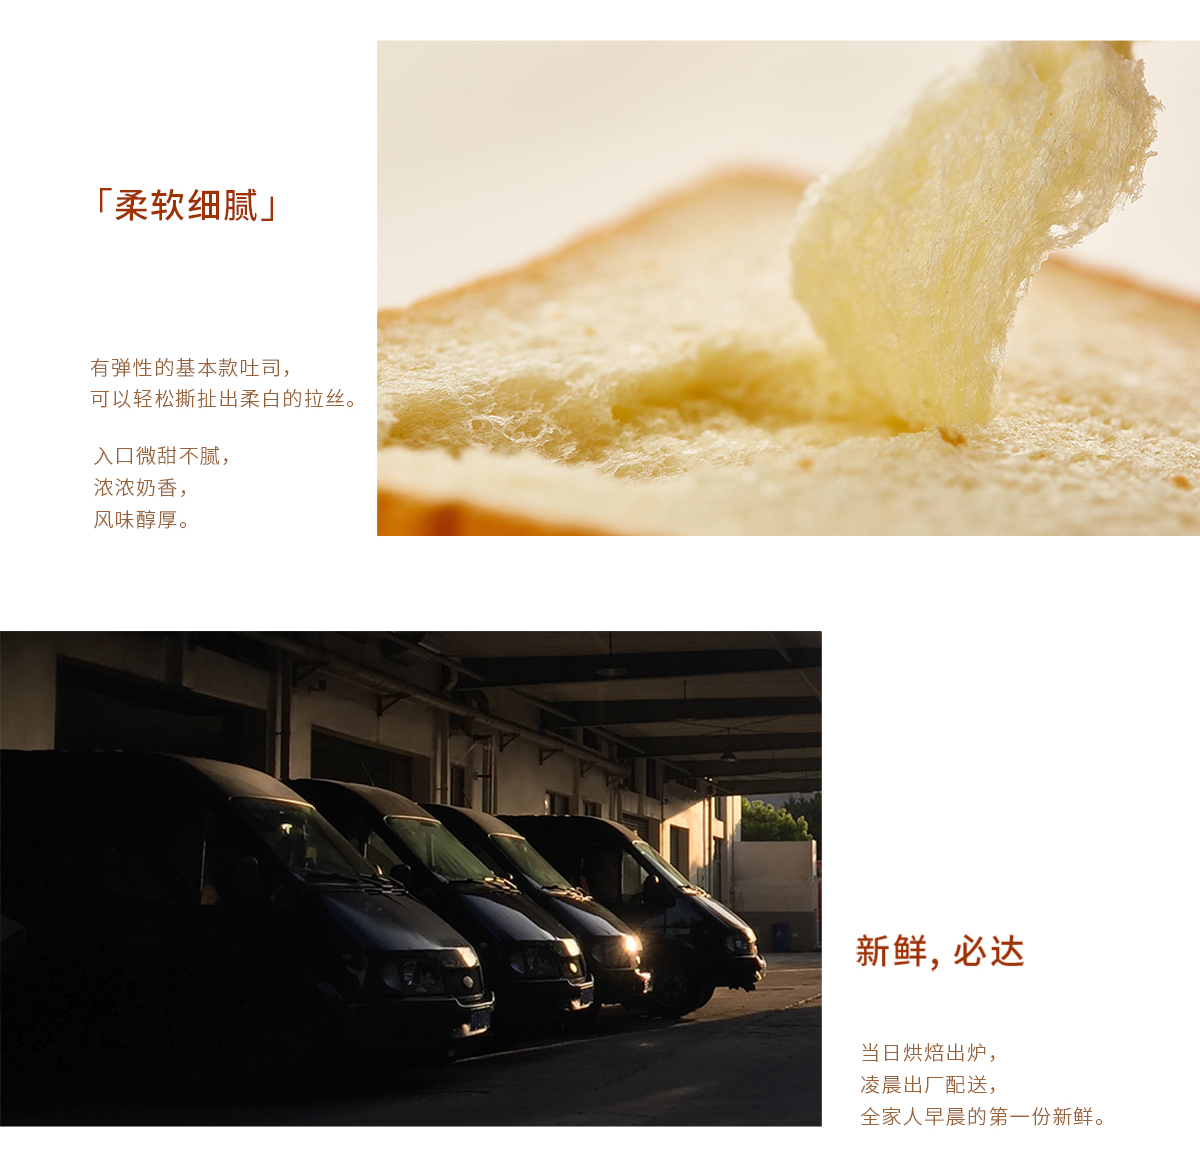 「柔软细腻」
有弹性的基本款吐司，
可以轻松撕扯出柔白的拉丝。
入口微甜不腻，
浓浓奶香，
风味醇厚。
新鲜，必达
当日烘焙出炉，
凌晨出厂配送，
全家人早晨的第一份新鲜。